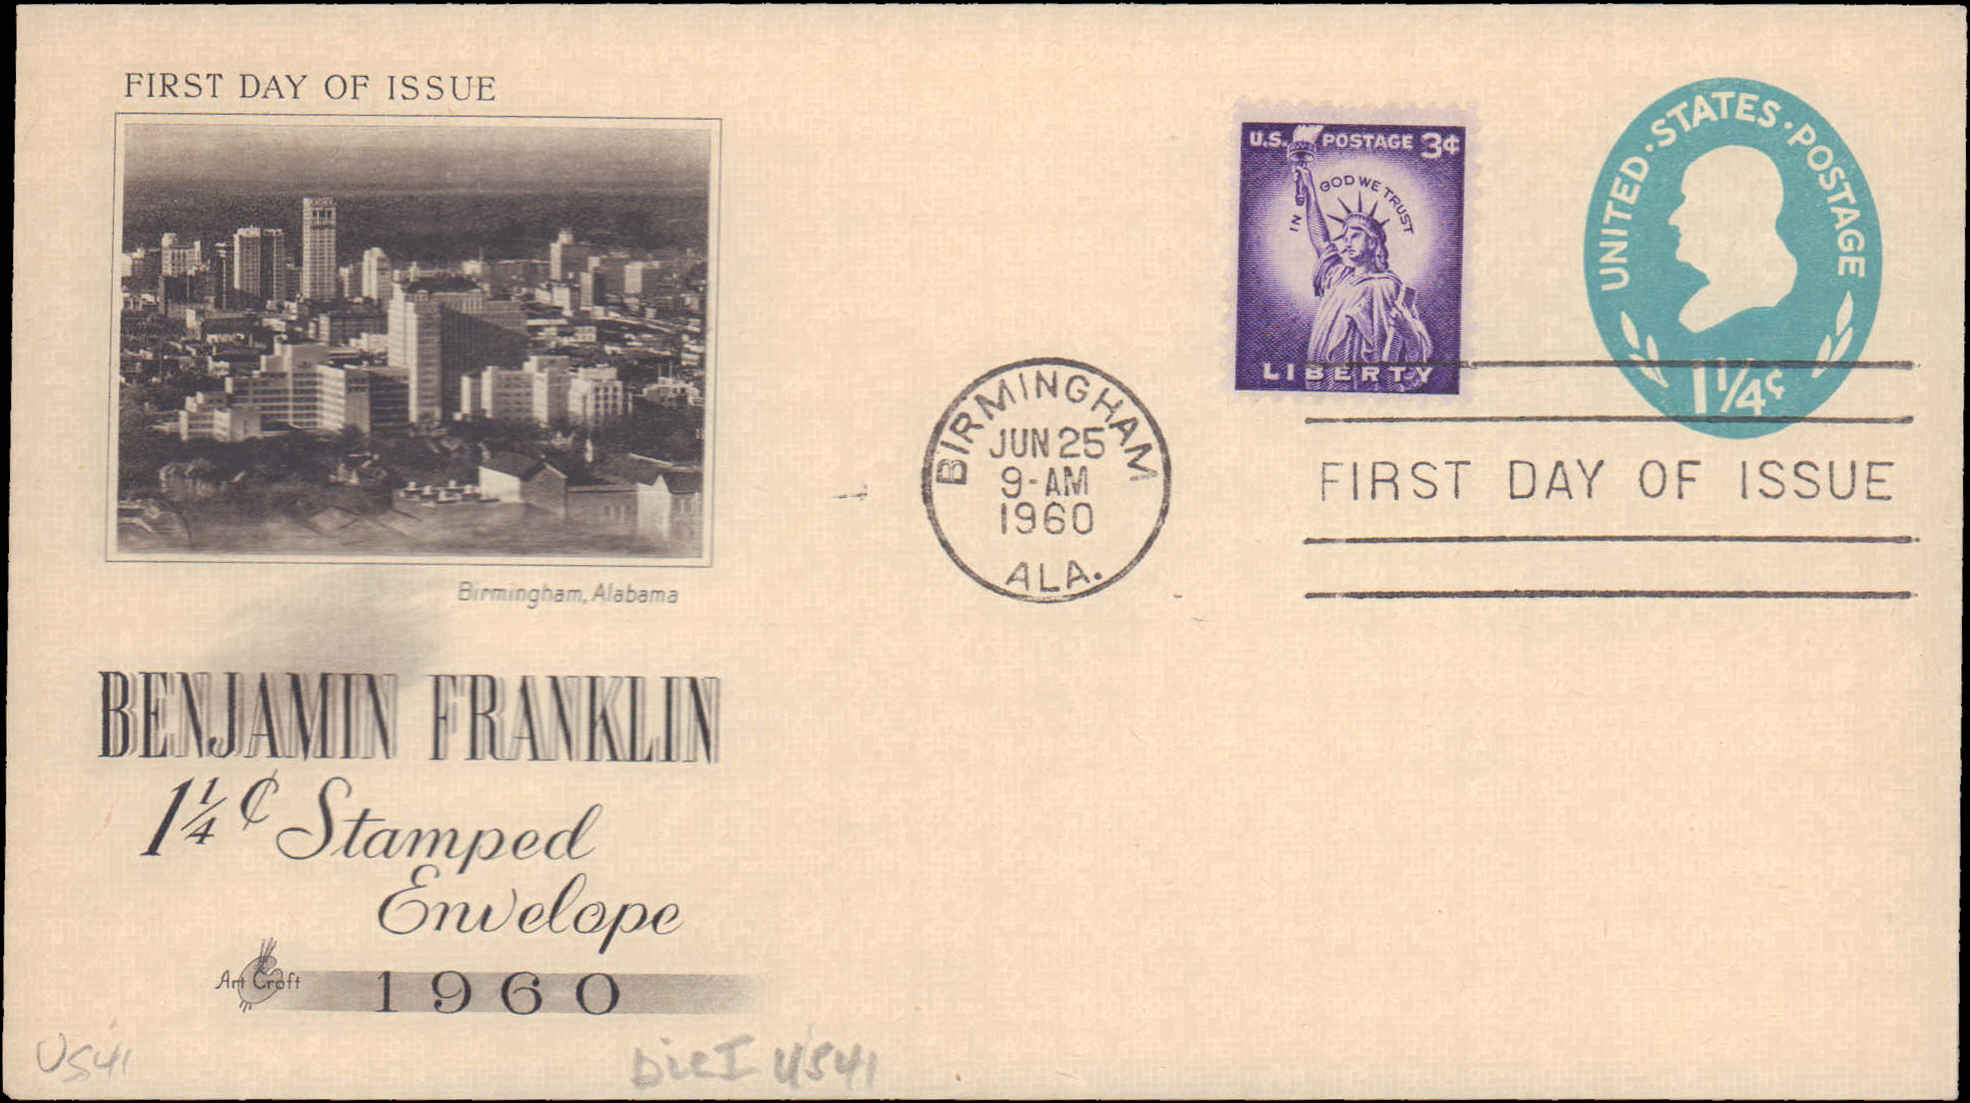 FIRST DAY OF ISSUE
Birmingham, Alabama
BENJAMIN FRANKLIN
1¼¢ Stamped
Envelope
Art Craft
1960
U.S. POSTAGE 3¢
IN GOD WE TRUST
LIBERTY
UNITED·STATES·POSTAGE
1¼¢
BIRMINGHAM
JUN 25
9-AM
1960
ALA.
FIRST DAY OF ISSUE
US41
Die I U541